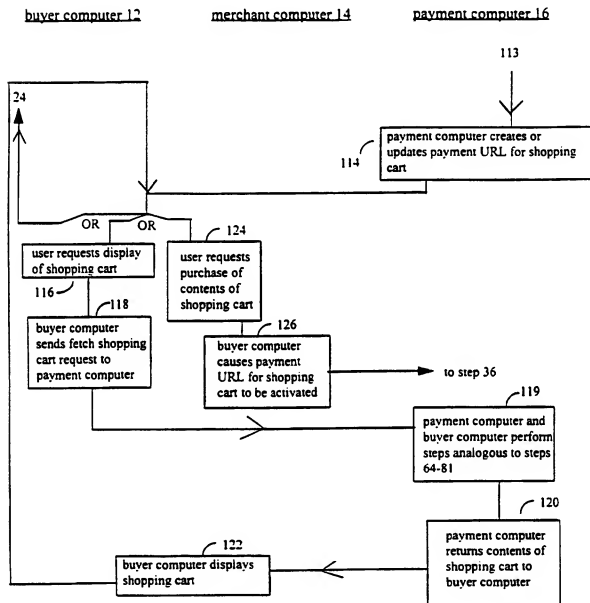 buyer computer 12 merchant computer 14 payment computer 16
113
24
114
payment computer creates or
updates payment URL for shopping
cart
OR
OR
124
user requests display
of shopping cart
116
user requests
purchase of
contents of
shopping cart
118
buyer computer
sends fetch shopping
cart request to
payment computer
126
buyer computer
causes payment
URL for shopping
cart to be activated
to step 36
119
payment computer and
buyer computer perform
steps analogous to steps
64-81
120
payment computer
returns contents of
shopping cart to
buyer computer
122
buyer computer displays
shopping cart